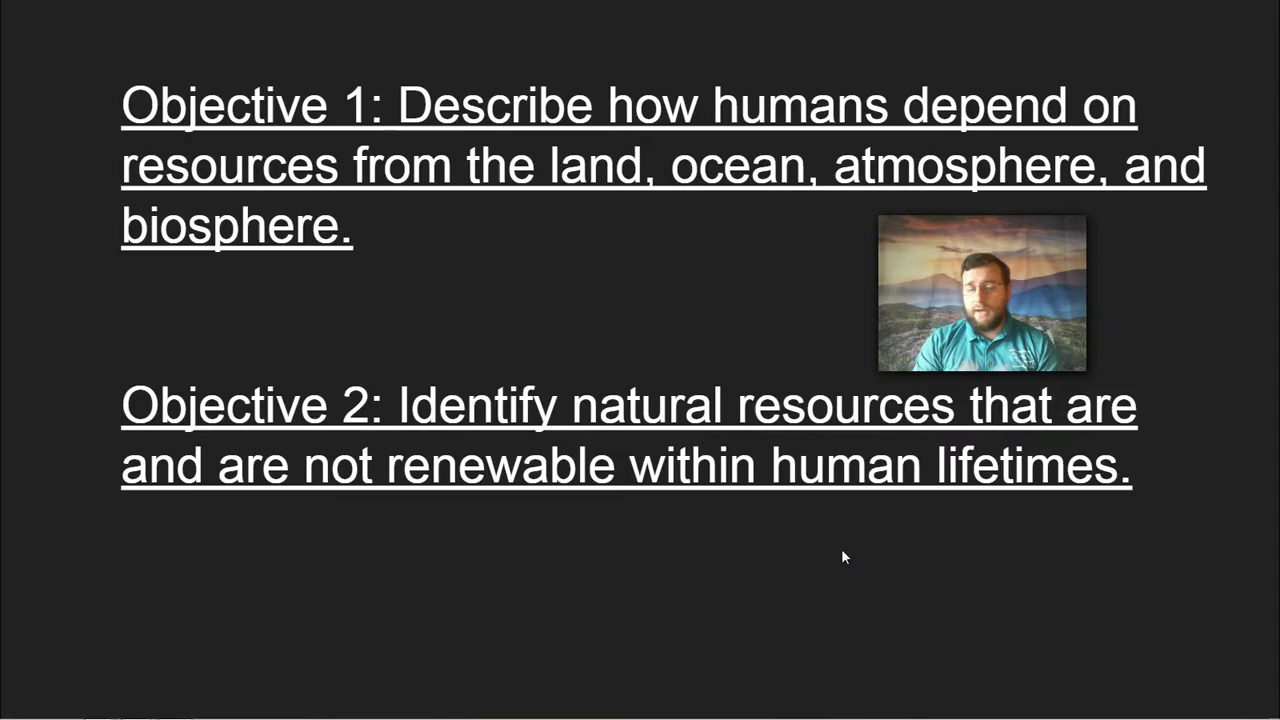 Objective 1: Describe how humans depend on
resources from the land, ocean, atmosphere, and
biosphere.
Objective 2: Identify natural resources that are
and are not renewable within human lifetimes.